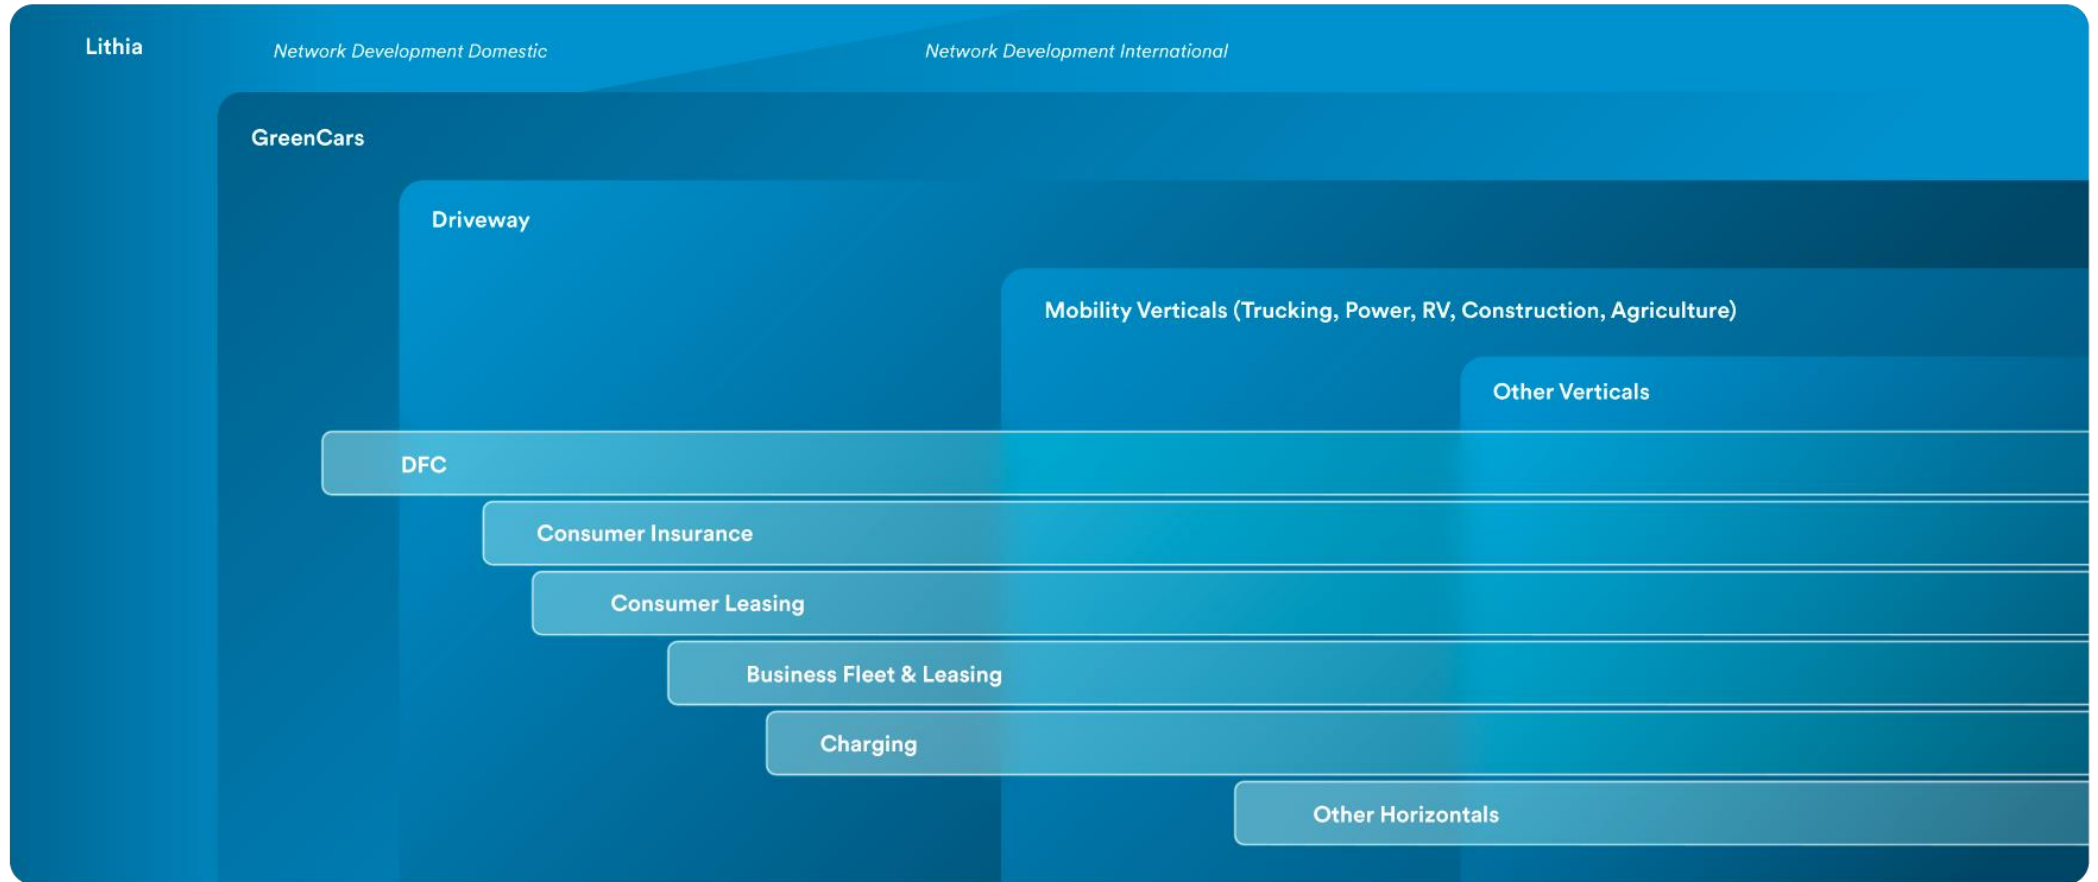 Lithia
Network Development Domestic
Network Development International
GreenCars
Driveway
Mobility Verticals (Trucking, Power, RV, Construction, Agriculture)
Other Verticals
DFC
Consumer Insurance
Consumer Leasing
Business Fleet & Leasing
Charging
Other Horizontals